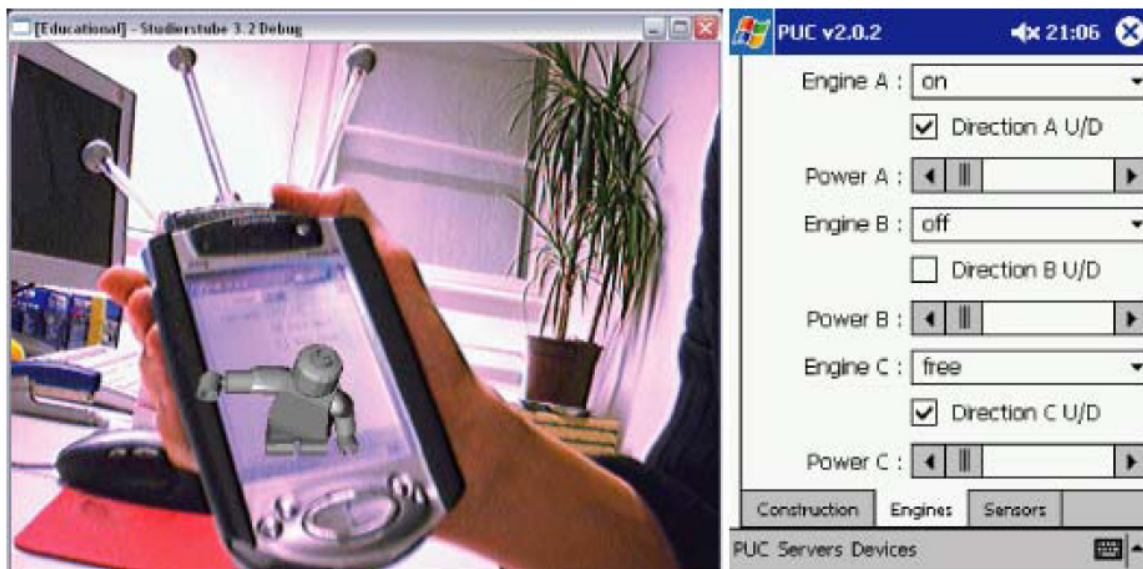 [Educational] - Studierstube 3.2 Debug
PUC v2.0.2 21:06
Engine A : on
Direction A U/D
Power A :
Engine B : off
Direction B U/D
Power B :
Engine C : free
Direction C U/D
Power C :
Construction Engines Sensors
PUC Servers Devices